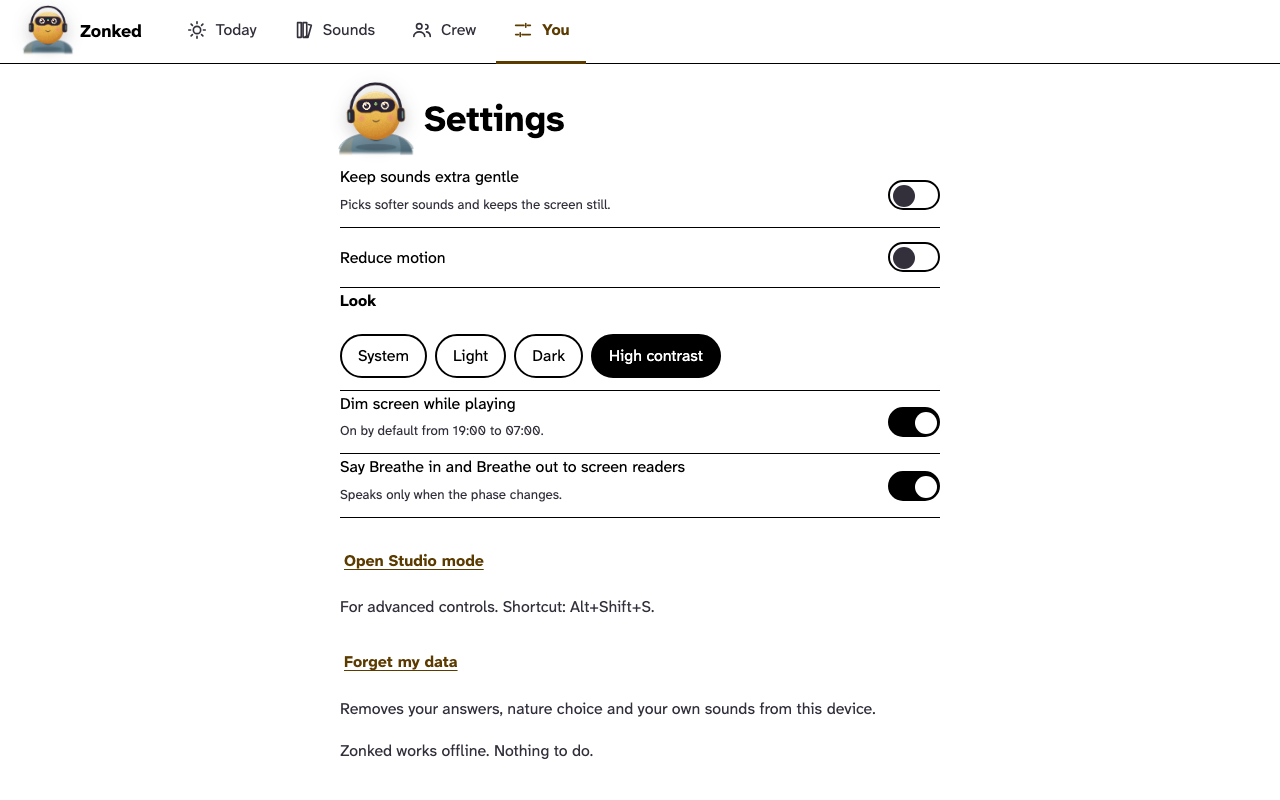 Zonked
Today
Sounds
Crew
You
Settings
Keep sounds extra gentle
Picks softer sounds and keeps the screen still.
Reduce motion
Look
System
Light
Dark
High contrast
Dim screen while playing
On by default from 19:00 to 07:00.
Say Breathe in and Breathe out to screen readers
Speaks only when the phase changes.
Open Studio mode
For advanced controls. Shortcut: Alt+Shift+S.
Forget my data
Removes your answers, nature choice and your own sounds from this device.
Zonked works offline. Nothing to do.